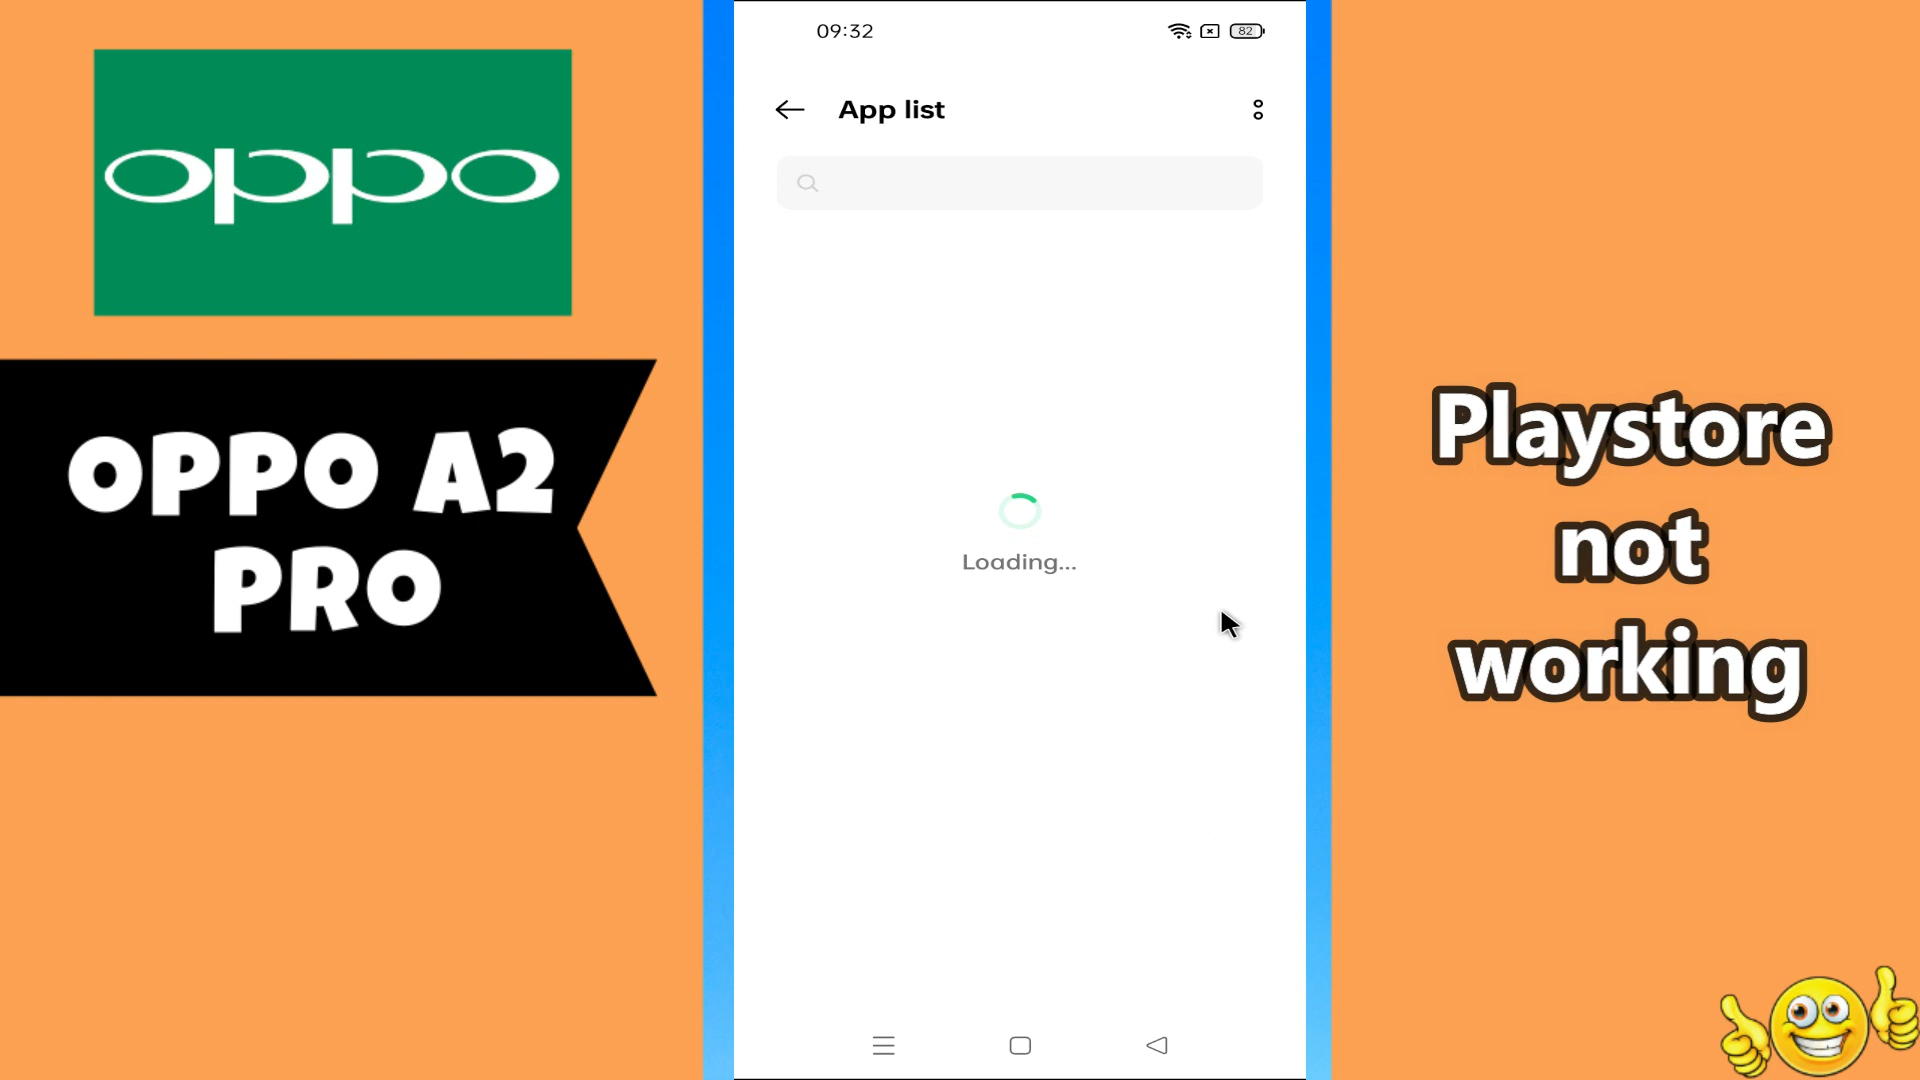 oppo
OPPO A2
PRO
09:32
82
App list
Loading...
Playstore
not
working